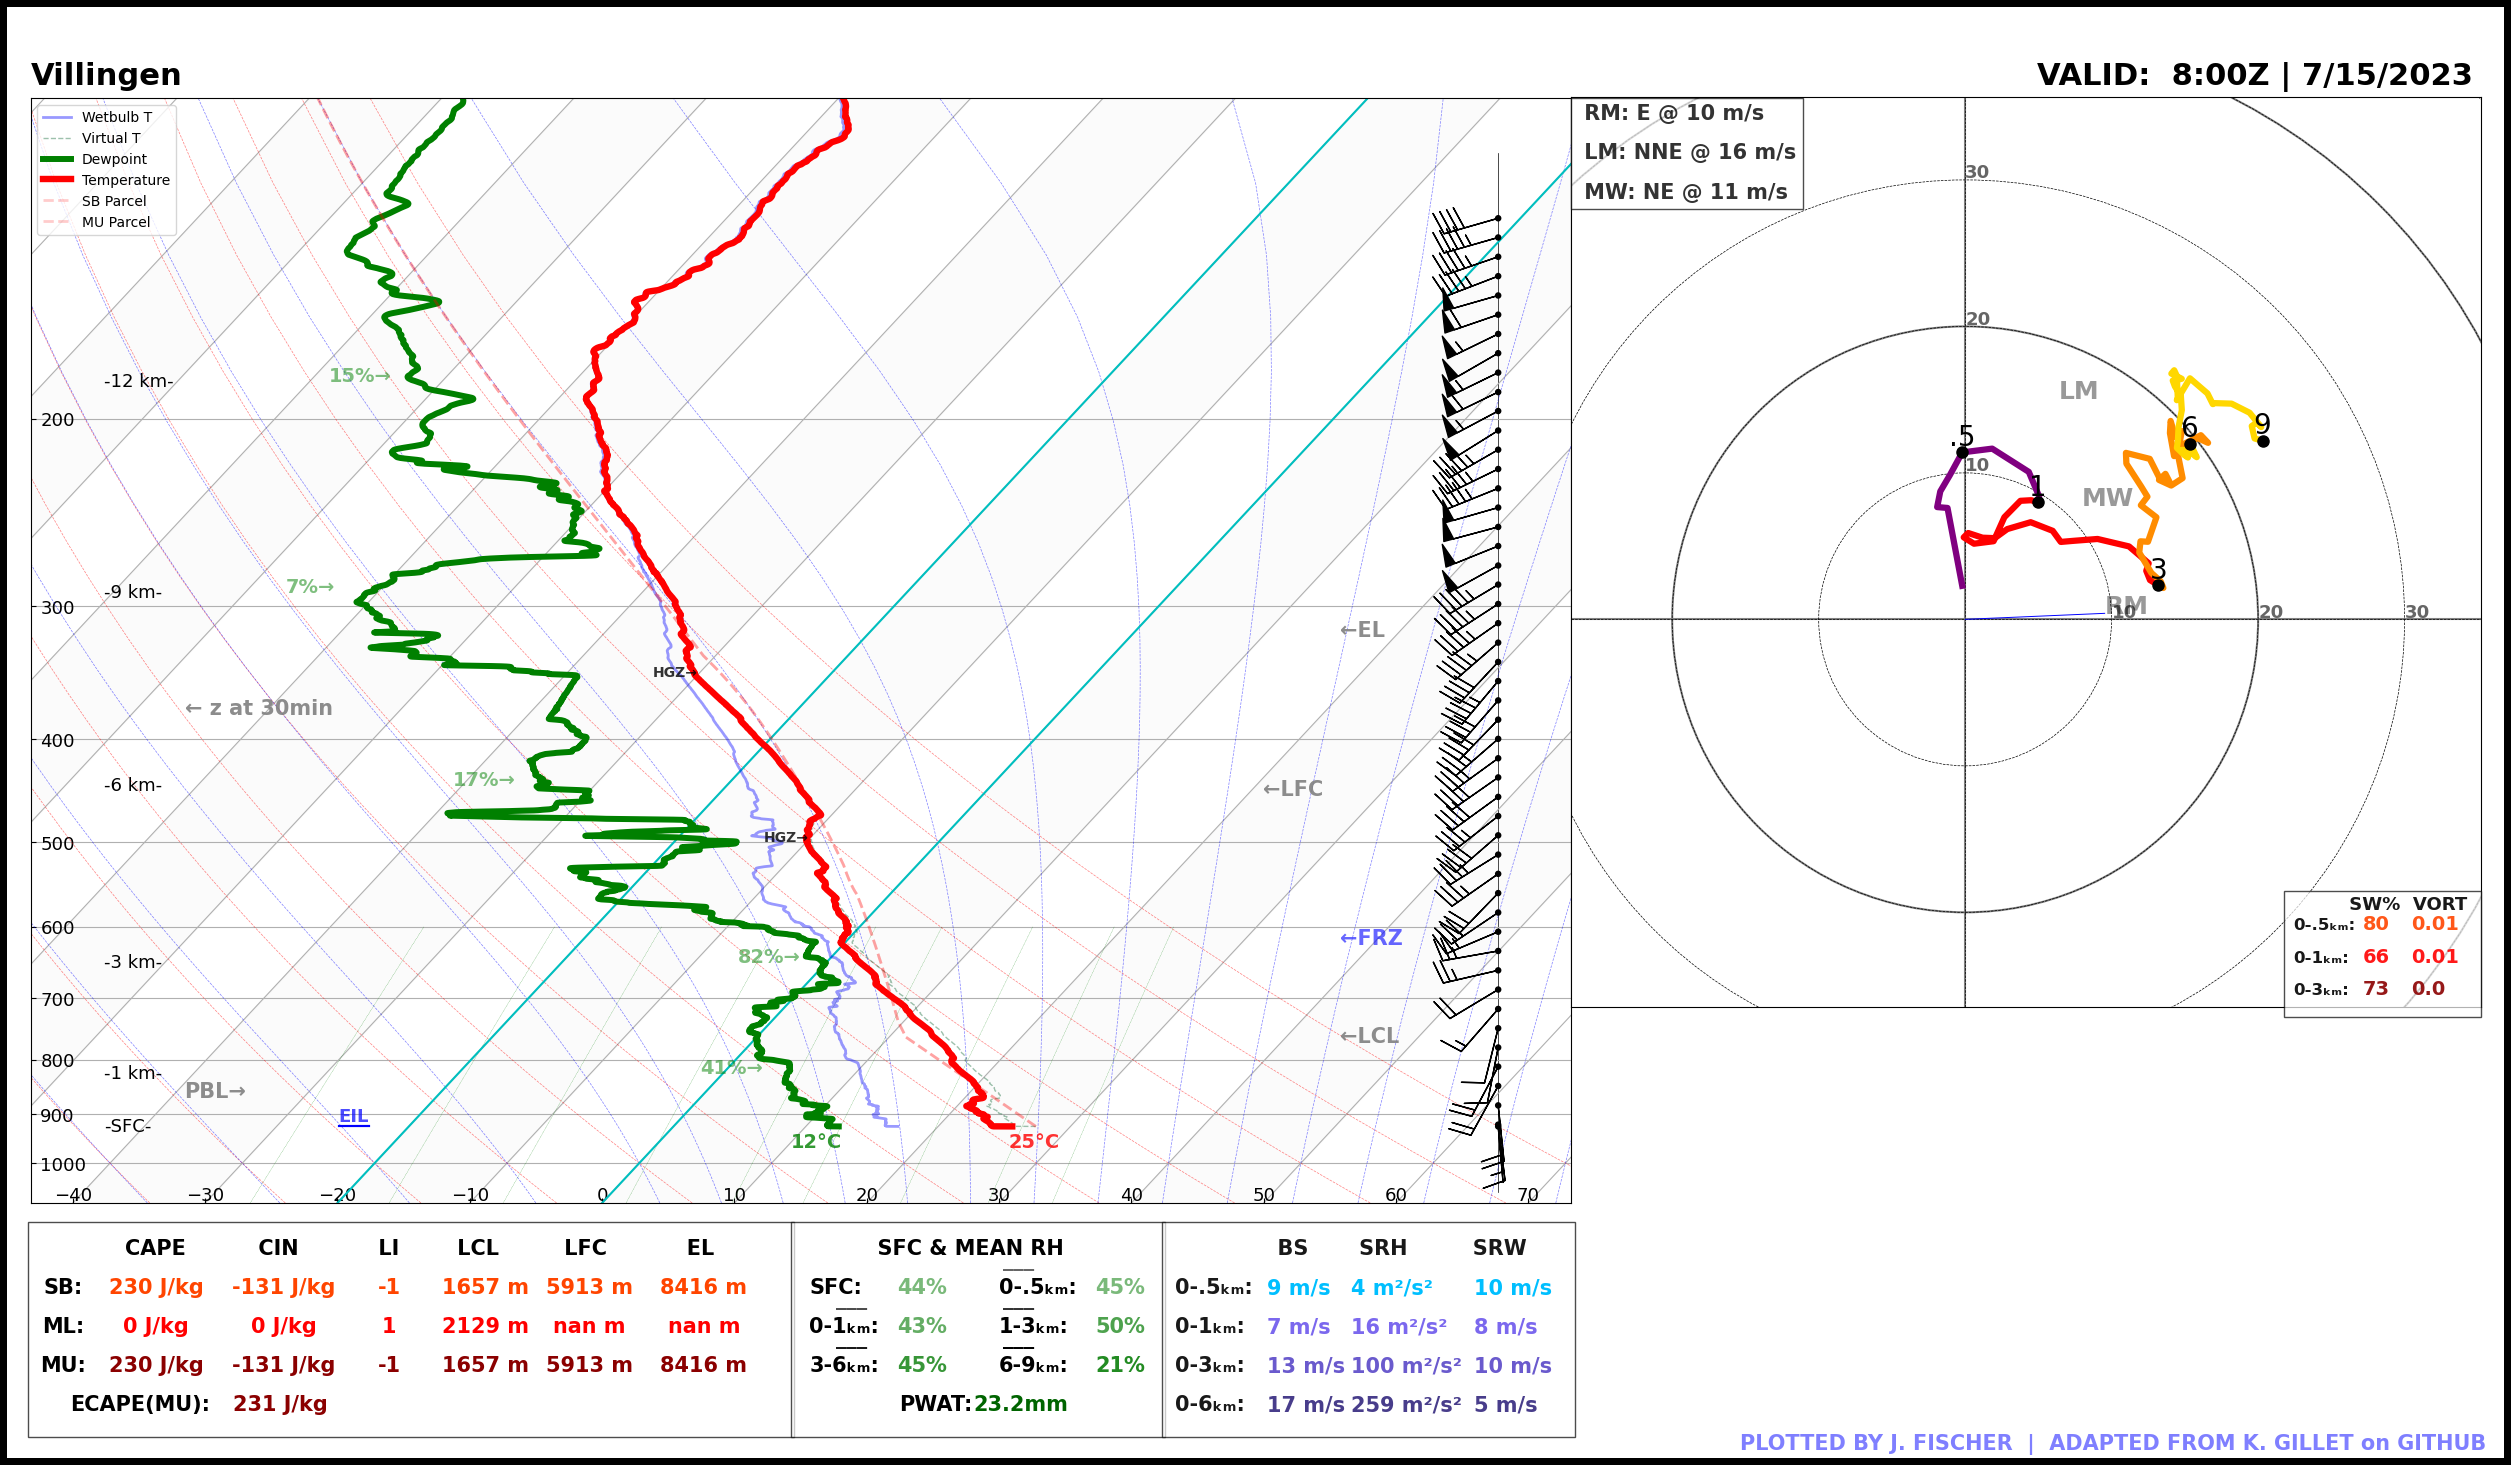 Villingen
VALID:  8:00Z | 7/15/2023
Wetbulb T
Virtual T
Dewpoint
Temperature
SB Parcel
MU Parcel
RM: E @ 10 m/s
LM: NNE @ 16 m/s
MW: NE @ 11 m/s
30
20
10
10
20
30
.5
1
3
6
9
LM
MW
RM
SW% VORT
0-.5km: 80 0.01
0-1km: 66 0.01
0-3km: 73 0.0
15%→
-12 km-
200
7%→
-9 km-
300
←EL
HGZ→
← z at 30min
400
17%→
-6 km-
←LFC
HGZ→
500
600
←FRZ
82%→
-3 km-
700
←LCL
800
41%→
-1 km-
PBL→
900
EIL
-SFC-
12°C
25°C
1000
−40 −30 −20 −10 0 10 20 30 40 50 60 70
CAPE CIN LI LCL LFC EL
SB: 230 J/kg -131 J/kg -1 1657 m 5913 m 8416 m
ML: 0 J/kg 0 J/kg 1 2129 m nan m nan m
MU: 230 J/kg -131 J/kg -1 1657 m 5913 m 8416 m
ECAPE(MU): 231 J/kg
SFC & MEAN RH
SFC: 44% 0-.5km: 45%
0-1km: 43% 1-3km: 50%
3-6km: 45% 6-9km: 21%
PWAT: 23.2mm
BS SRH SRW
0-.5km: 9 m/s 4 m²/s² 10 m/s
0-1km: 7 m/s 16 m²/s² 8 m/s
0-3km: 13 m/s 100 m²/s² 10 m/s
0-6km: 17 m/s 259 m²/s² 5 m/s
PLOTTED BY J. FISCHER | ADAPTED FROM K. GILLET on GITHUB